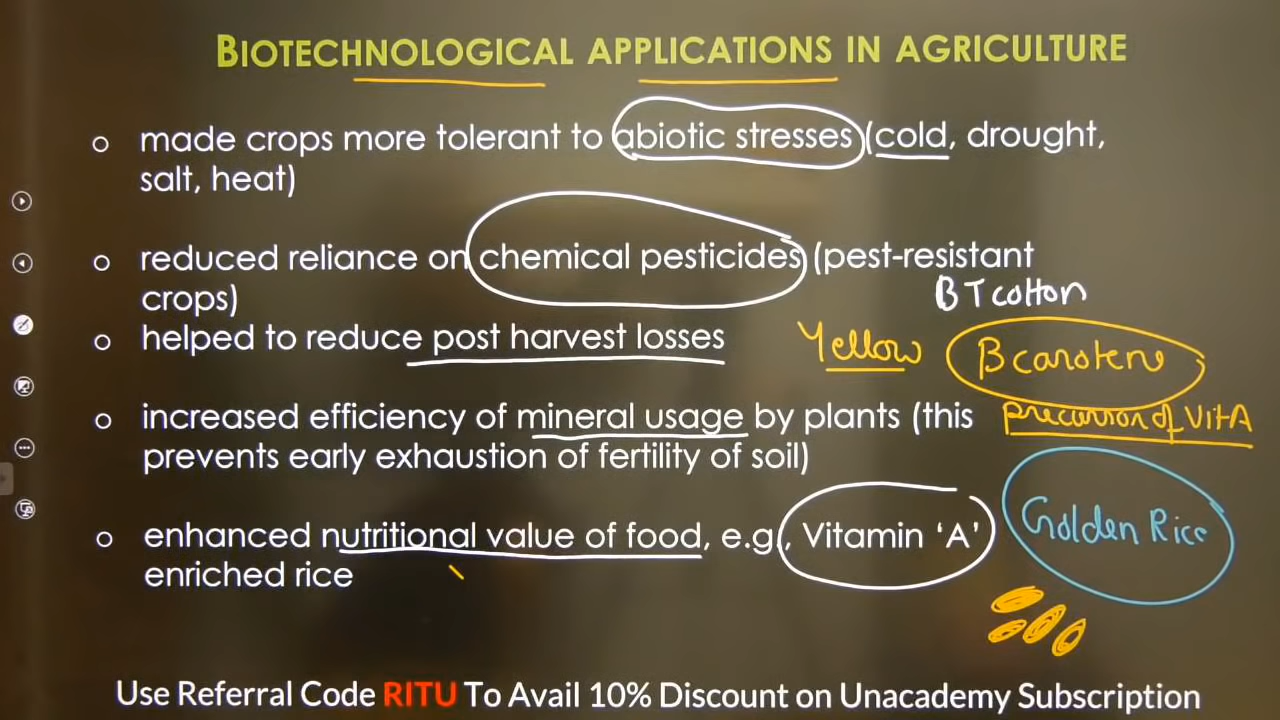 BIOTECHNOLOGICAL APPLICATIONS IN AGRICULTURE
o made crops more tolerant to abiotic stresses (cold, drought,
salt, heat)
o reduced reliance on chemical pesticides (pest-resistant
crops)
BT cotton
o helped to reduce post harvest losses
Yellow
B carotene
o increased efficiency of mineral usage by plants (this
precursor of Vit A
prevents early exhaustion of fertility of soil)
o enhanced nutritional value of food, e.g., Vitamin ‘A’
Golden Rice
enriched rice
Use Referral Code RITU To Avail 10% Discount on Unacademy Subscription